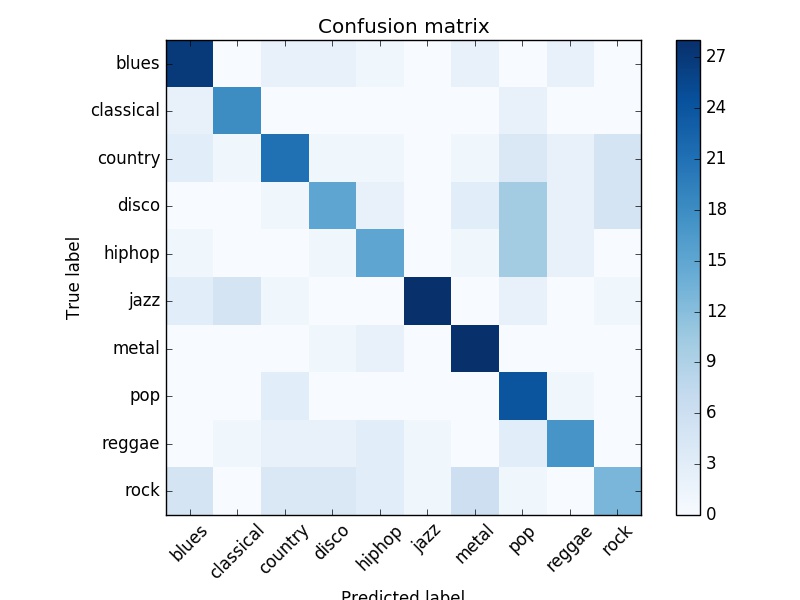 Confusion matrix
True label
blues
classical
country
disco
hiphop
jazz
metal
pop
reggae
rock
blues
classical
country
disco
hiphop
jazz
metal
pop
reggae
rock
Predicted label
27
24
21
18
15
12
9
6
3
0